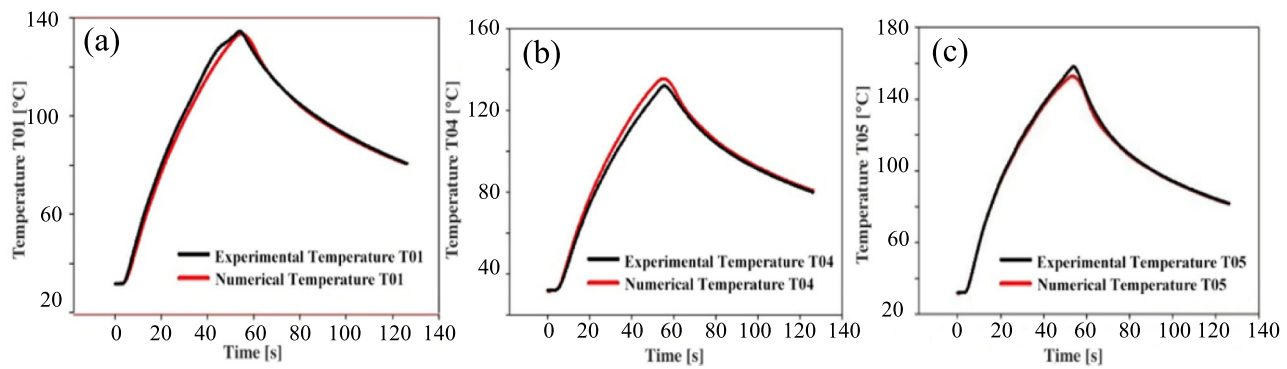 (a)
Temperature T01 [°C]
140
100
60
20
Experimental Temperature T01
Numerical Temperature T01
0 20 40 60 80 100 120 140
Time [s]
(b)
Temperature T04 [°C]
160
120
80
40
Experimental Temperature T04
Numerical Temperature T04
0 20 40 60 80 100 120 140
Time [s]
(c)
Temperature T05 [°C]
180
140
100
60
20
Experimental Temperature T05
Numerical Temperature T05
0 20 40 60 80 100 120 140
Time [s]